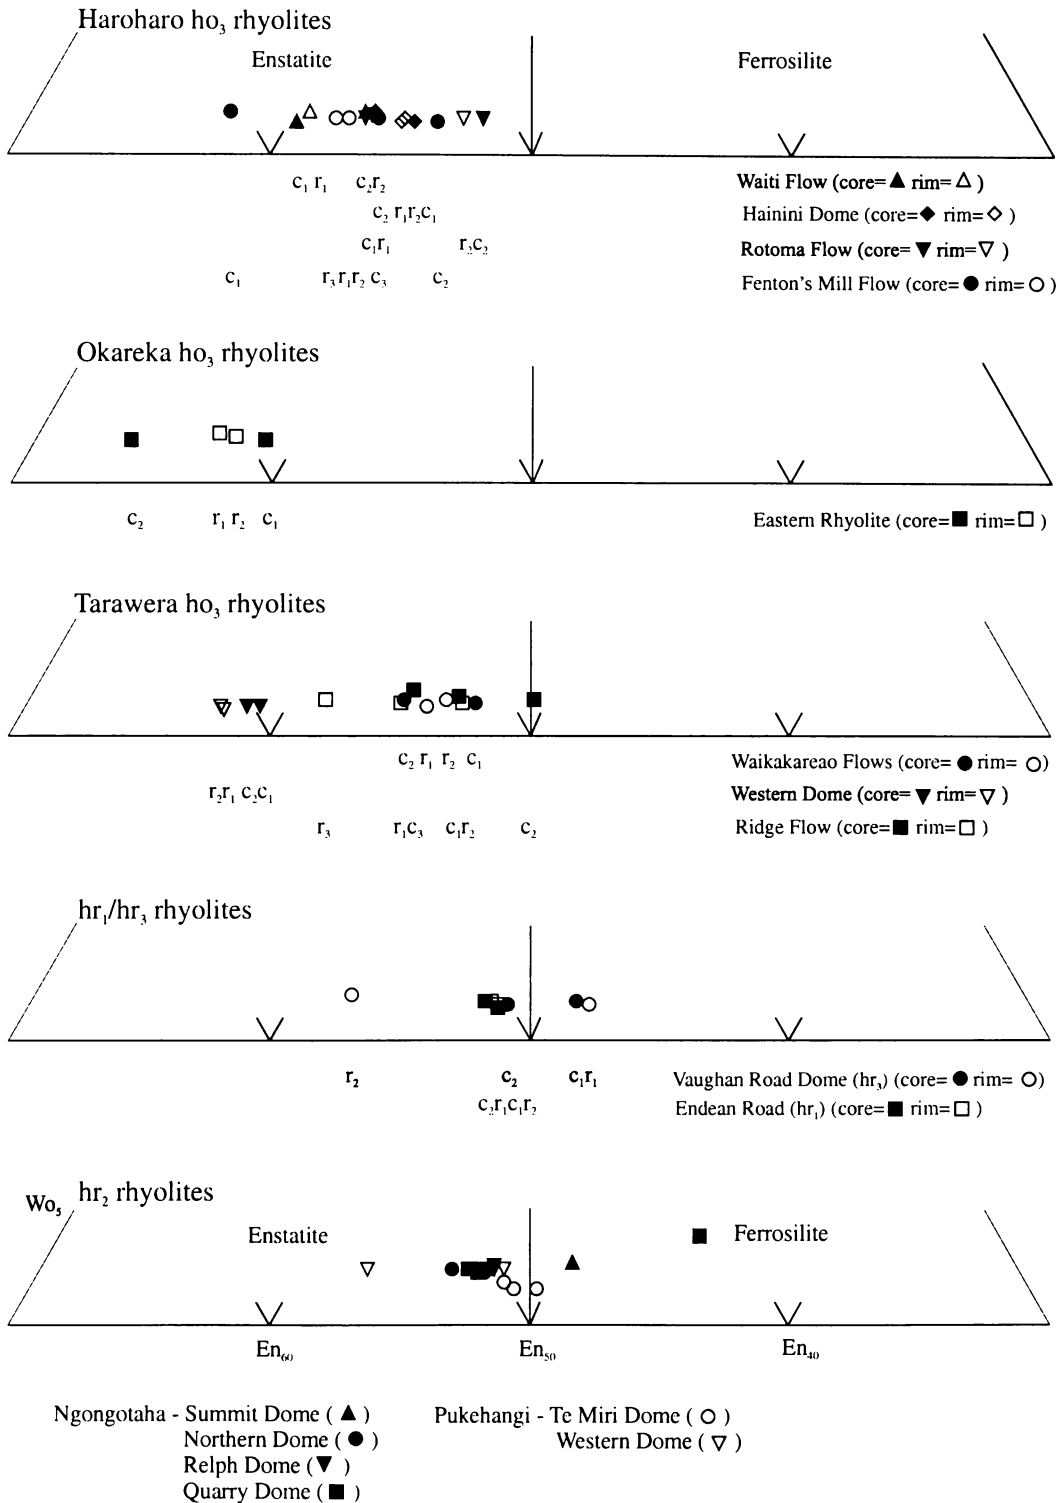 Haroharo ho₃ rhyolites
Enstatite Ferrosilite
c₁ r₁ c₂r₂ Waiti Flow (core=▲ rim=△ )
c₂ r₁r₂c₁ Hainini Dome (core=◆ rim=◇ )
c₁r₁ r₂c₂ Rotoma Flow (core=▼ rim=▽ )
c₁ r₃r₁r₂ c₃ c₂ Fenton's Mill Flow (core=● rim=○ )
Okareka ho₃ rhyolites
c₂ r₁ r₂ c₁ Eastern Rhyolite (core=■ rim=□ )
Tarawera ho₃ rhyolites
c₂ r₁ r₂ c₁ Waikakareao Flows (core= ● rim= ○)
r₂r₁ c₂c₁ Western Dome (core= ▼ rim=▽ )
r₃ r₁c₃ c₁r₂ c₂ Ridge Flow (core=■ rim=□ )
hr₁/hr₃ rhyolites
r₂ c₂ c₁r₁ Vaughan Road Dome (hr₃) (core= ● rim= ○)
c₂r₁c₁r₂ Endean Road (hr₁) (core=■ rim=□ )
Wo₅ hr₂ rhyolites
Enstatite Ferrosilite
En₆₀ En₅₀ En₄₀
Ngongotaha - Summit Dome ( ▲ ) Pukehangi - Te Miri Dome ( ○ )
Northern Dome ( ● ) Western Dome ( ▽ )
Relph Dome ( ▼ )
Quarry Dome ( ■ )